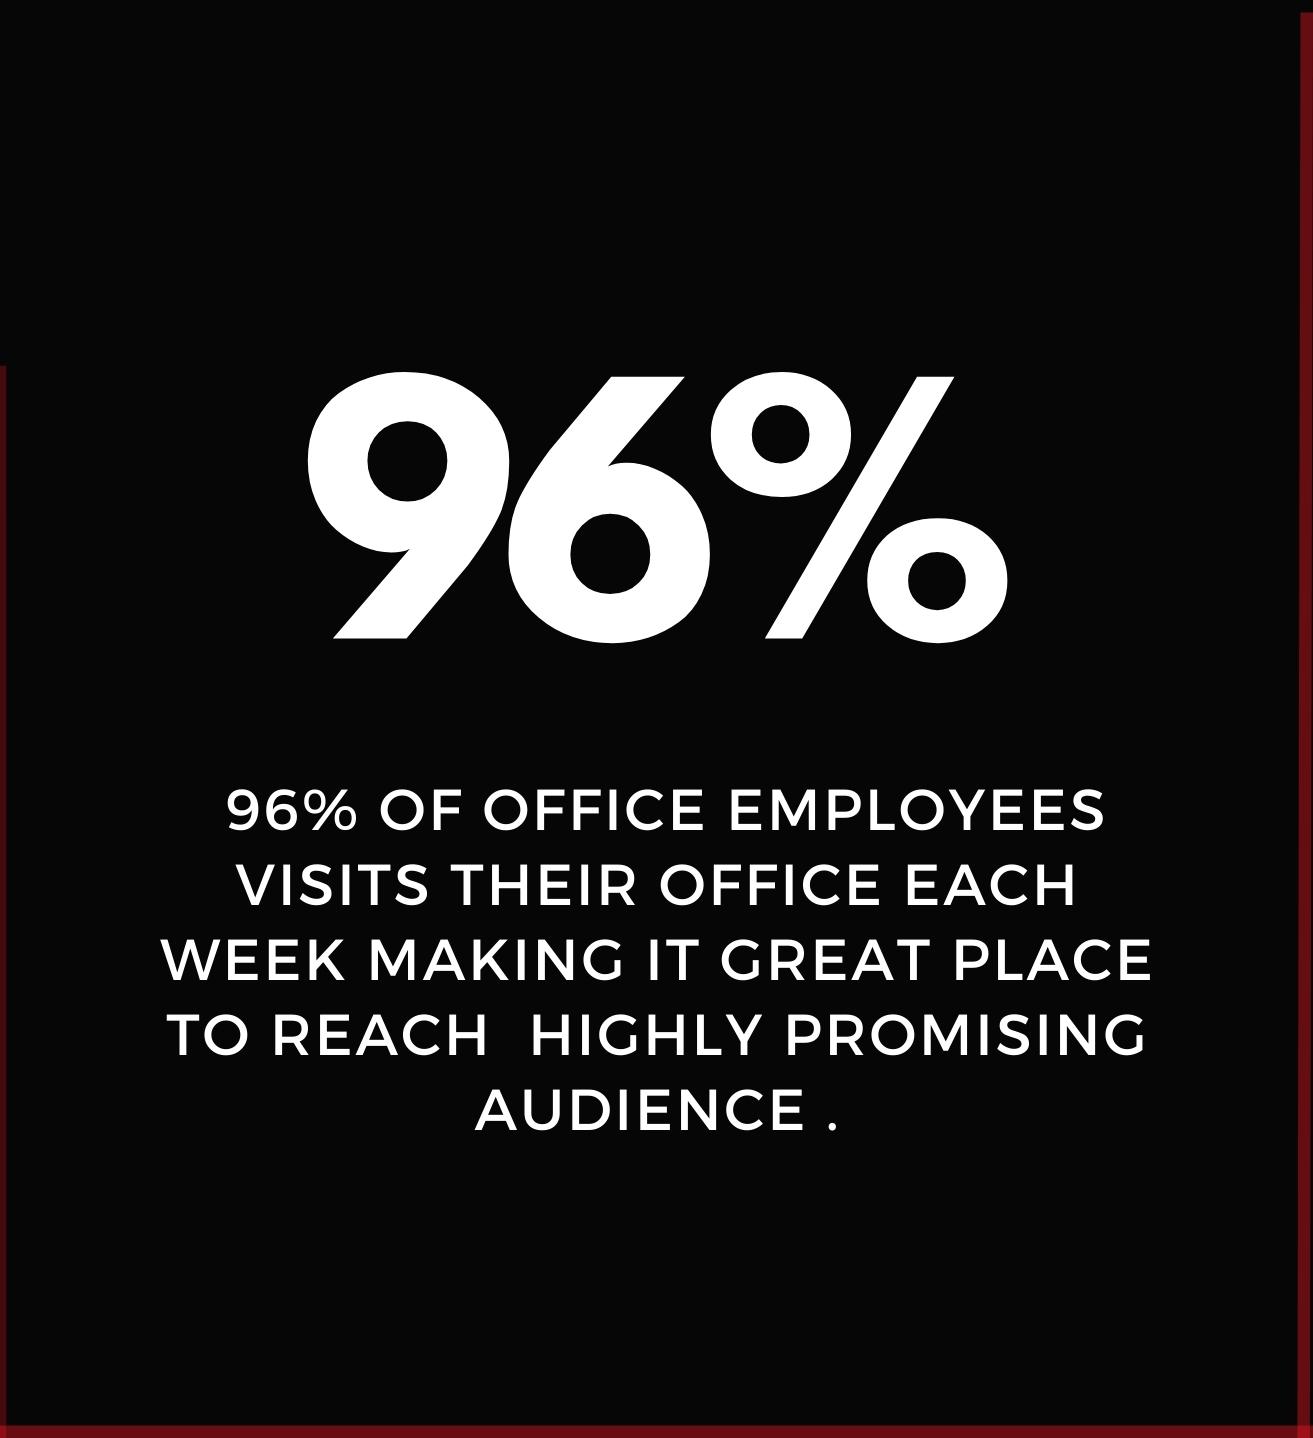 96%
96% OF OFFICE EMPLOYEES
VISITS THEIR OFFICE EACH
WEEK MAKING IT GREAT PLACE
TO REACH  HIGHLY PROMISING
AUDIENCE .